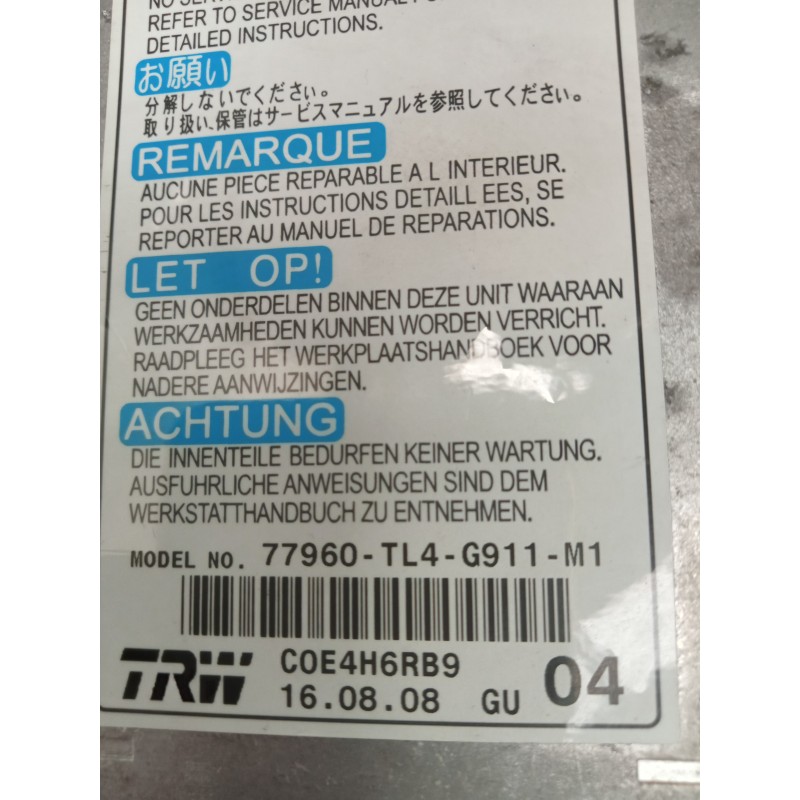 REFER TO SERVICE MANUAL
DETAILED INSTRUCTIONS.
お願い
分解しないでください。
取り扱い、保管はサービスマニュアルを参照してください。
REMARQUE
AUCUNE PIECE REPARABLE A L INTERIEUR.
POUR LES INSTRUCTIONS DETAILL EES, SE
REPORTER AU MANUEL DE REPARATIONS.
LET OP!
GEEN ONDERDELEN BINNEN DEZE UNIT WAARAAN
WERKZAAMHEDEN KUNNEN WORDEN VERRICHT.
RAADPLEEG HET WERKPLAATSHANDBOEK VOOR
NADERE AANWIJZINGEN.
ACHTUNG
DIE INNENTEILE BEDURFEN KEINER WARTUNG.
AUSFUHRLICHE ANWEISUNGEN SIND DEM
WERKSTATTHANDBUCH ZU ENTNEHMEN.
MODEL NO. 77960-TL4-G911-M1
TRW COE4H6RB9
16.08.08 GU 04